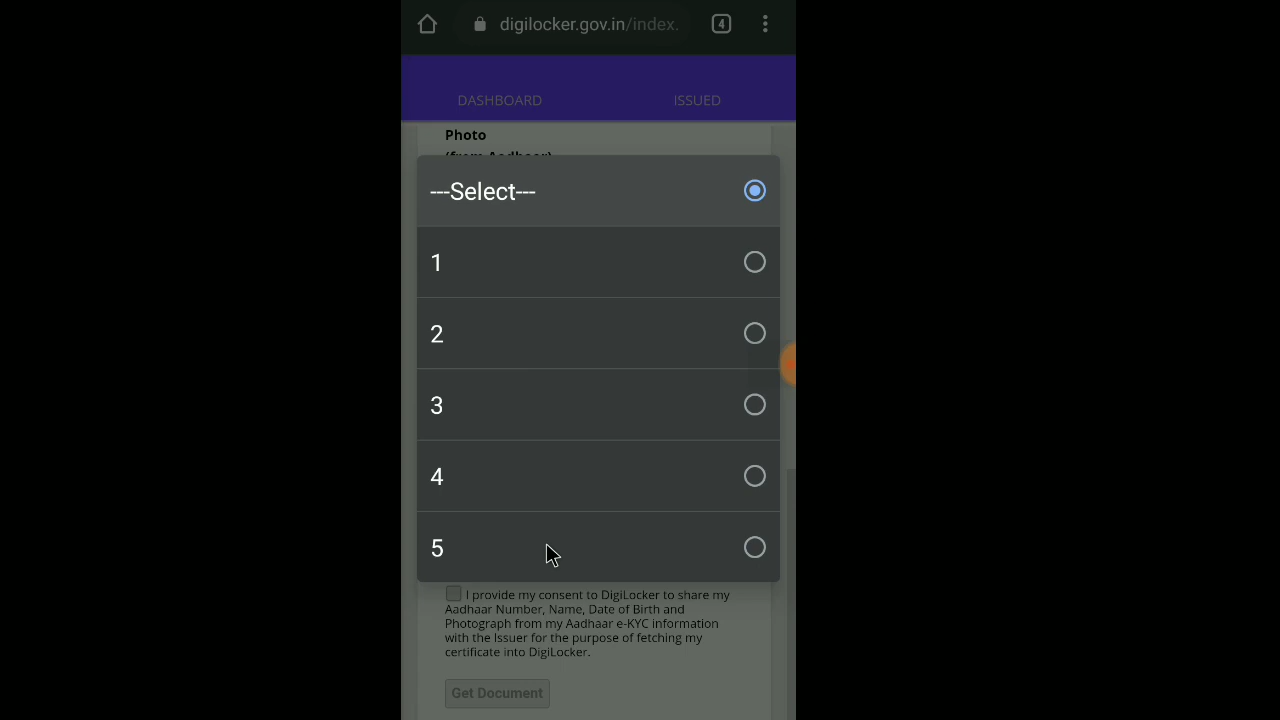 digilocker.gov.in/index.
4
DASHBOARD
ISSUED
Photo
(from Aadhaar)
---Select---
1
2
3
4
5
I provide my consent to DigiLocker to share my
Aadhaar Number, Name, Date of Birth and
Photograph from my Aadhaar e-KYC information
with the Issuer for the purpose of fetching my
certificate into DigiLocker.
Get Document